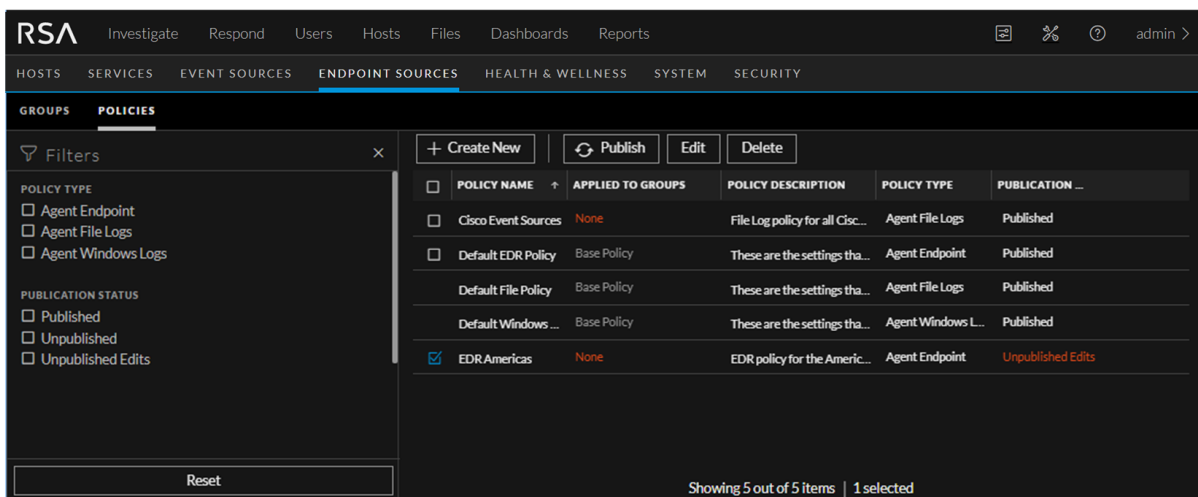 RSA Investigate Respond Users Hosts Files Dashboards Reports admin >
HOSTS SERVICES EVENT SOURCES ENDPOINT SOURCES HEALTH & WELLNESS SYSTEM SECURITY
GROUPS POLICIES
Filters ×
POLICY TYPE
Agent Endpoint
Agent File Logs
Agent Windows Logs
PUBLICATION STATUS
Published
Unpublished
Unpublished Edits
Reset
+ Create New | Publish Edit Delete
POLICY NAME ↑ APPLIED TO GROUPS POLICY DESCRIPTION POLICY TYPE PUBLICATION ...
Cisco Event Sources None File Log policy for all Cisc... Agent File Logs Published
Default EDR Policy Base Policy These are the settings tha... Agent Endpoint Published
Default File Policy Base Policy These are the settings tha... Agent File Logs Published
Default Windows ... Base Policy These are the settings tha... Agent Windows L... Published
EDR Americas None EDR policy for the Americ... Agent Endpoint Unpublished Edits
Showing 5 out of 5 items | 1 selected